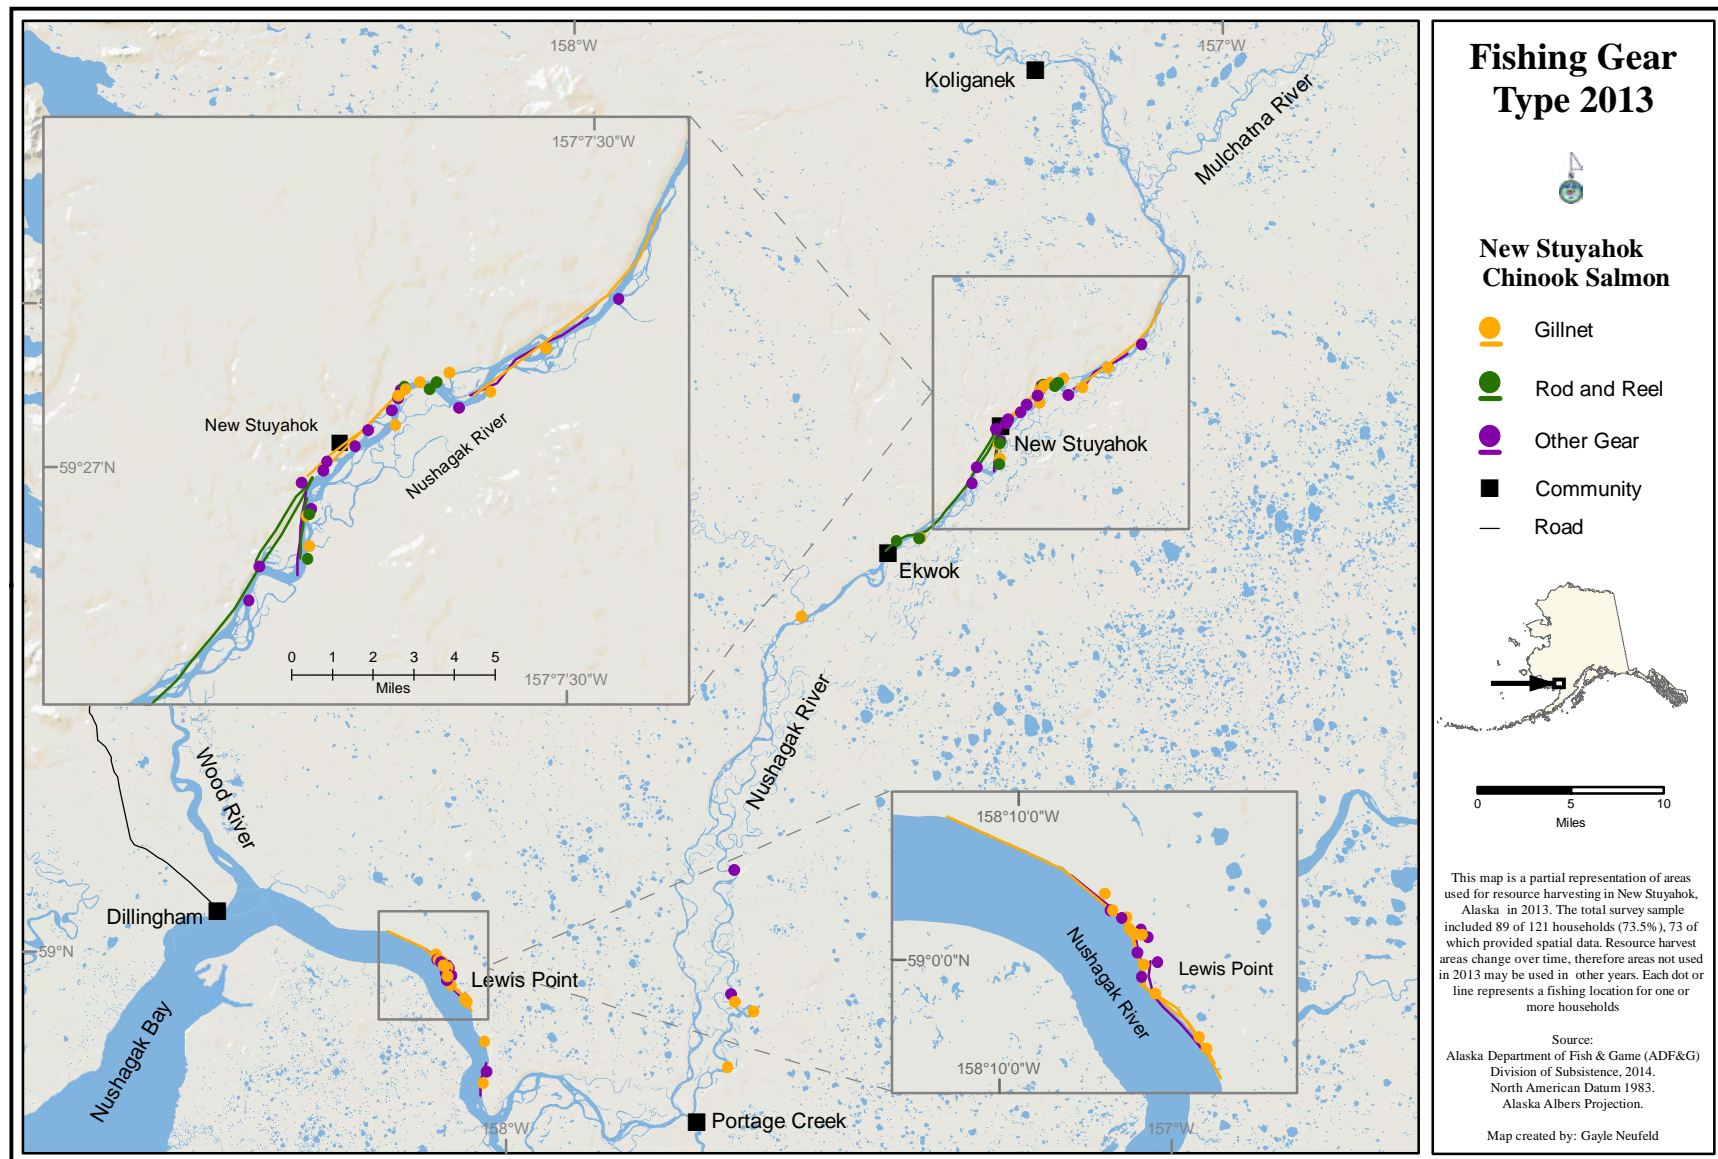 158°W
157°W
Koliganek
Mulchatna River
157°7'30"W
New Stuyahok
Nushagak River
59°27'N
0 1 2 3 4 5
Miles
157°7'30"W
New Stuyahok
Ekwok
Nushagak River
Wood River
Dillingham
59°N
Lewis Point
Nushagak Bay
158°W
Portage Creek
158°10'0"W
Nushagak River
59°0'0"N
Lewis Point
158°10'0"W
157°W
Fishing Gear
Type 2013
New Stuyahok
Chinook Salmon
Gillnet
Rod and Reel
Other Gear
Community
Road
0 5 10
Miles
This map is a partial representation of areas
used for resource harvesting in New Stuyahok,
Alaska in 2013. The total survey sample
included 89 of 121 households (73.5%), 73 of
which provided spatial data. Resource harvest
areas change over time, therefore areas not used
in 2013 may be used in other years. Each dot or
line represents a fishing location for one or
more households
Source:
Alaska Department of Fish & Game (ADF&G)
Division of Subsistence, 2014.
North American Datum 1983.
Alaska Albers Projection.
Map created by: Gayle Neufeld